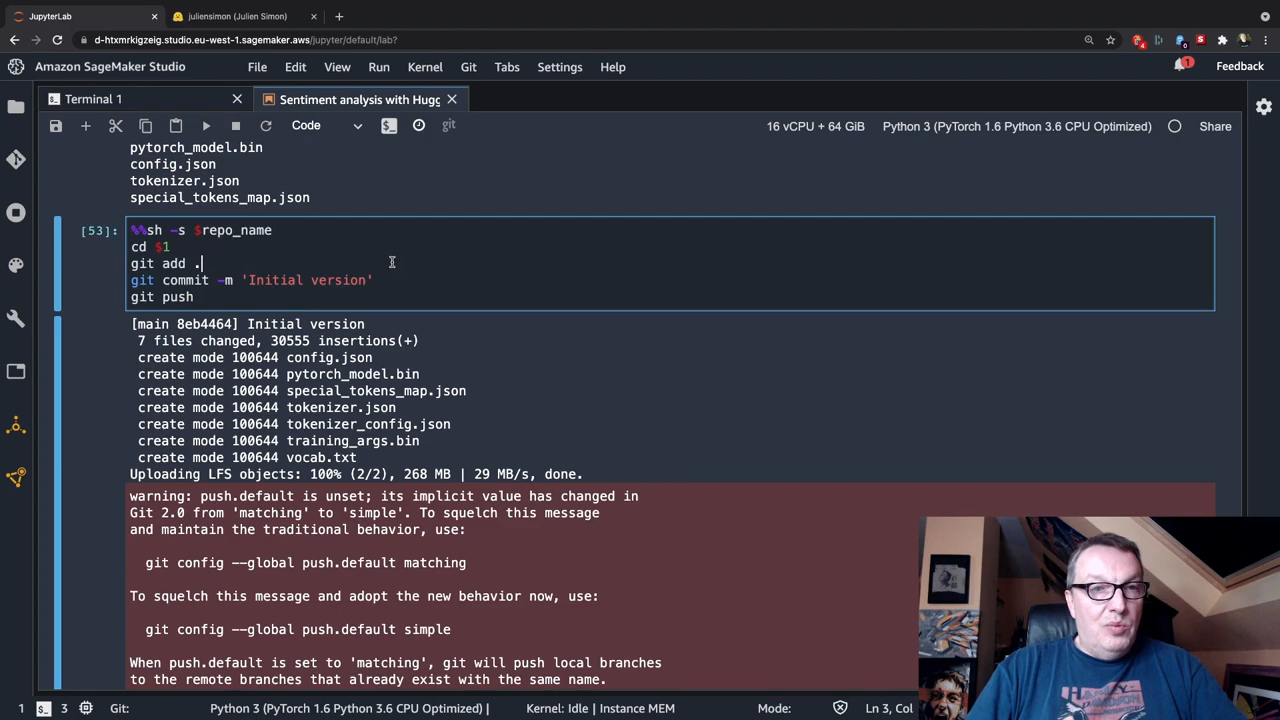 JupyterLab
juliensimon (Julien Simon)
d-htxmrkigzeig.studio.eu-west-1.sagemaker.aws/jupyter/default/lab?
Amazon SageMaker Studio
File Edit View Run Kernel Git Tabs Settings Help
1
Feedback
Terminal 1
Sentiment analysis with Hugg
Code
git
16 vCPU + 64 GiB
Python 3 (PyTorch 1.6 Python 3.6 CPU Optimized)
Share
pytorch_model.bin
config.json
tokenizer.json
special_tokens_map.json
[53]:
%%sh -s $repo_name
cd $1
git add .
git commit -m 'Initial version'
git push
[main 8eb4464] Initial version
7 files changed, 30555 insertions(+)
create mode 100644 config.json
create mode 100644 pytorch_model.bin
create mode 100644 special_tokens_map.json
create mode 100644 tokenizer.json
create mode 100644 tokenizer_config.json
create mode 100644 training_args.bin
create mode 100644 vocab.txt
Uploading LFS objects: 100% (2/2), 268 MB | 29 MB/s, done.
warning: push.default is unset; its implicit value has changed in
Git 2.0 from 'matching' to 'simple'. To squelch this message
and maintain the traditional behavior, use:
git config --global push.default matching
To squelch this message and adopt the new behavior now, use:
git config --global push.default simple
When push.default is set to 'matching', git will push local branches
to the remote branches that already exist with the same name.
1
3
Git:
Python 3 (PyTorch 1.6 Python 3.6 CPU Optimized) |
Kernel: Idle | Instance MEM
Mode:
Ln 3, Col